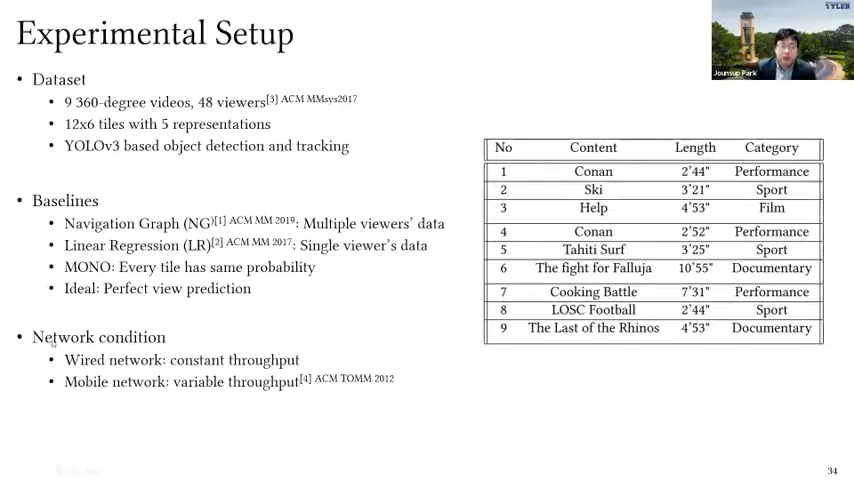 Experimental Setup
• Dataset
• 9 360-degree videos, 48 viewers[3] ACM MMsys2017
• 12x6 tiles with 5 representations
• YOLOv3 based object detection and tracking
• Baselines
• Navigation Graph (NG)[1] ACM MM 2019: Multiple viewers' data
• Linear Regression (LR)[2] ACM MM 2017: Single viewer's data
• MONO: Every tile has same probability
• Ideal: Perfect view prediction
• Network condition
• Wired network: constant throughput
• Mobile network: variable throughput[4] ACM TOMM 2012
No Content Length Category
1 Conan 2'44" Performance
2 Ski 3'21" Sport
3 Help 4'53" Film
4 Conan 2'52" Performance
5 Tahiti Surf 3'25" Sport
6 The fight for Falluja 10'55" Documentary
7 Cooking Battle 7'31" Performance
8 LOSC Football 2'44" Sport
9 The Last of the Rhinos 4'53" Documentary
TYLER
Jounsup Park
34